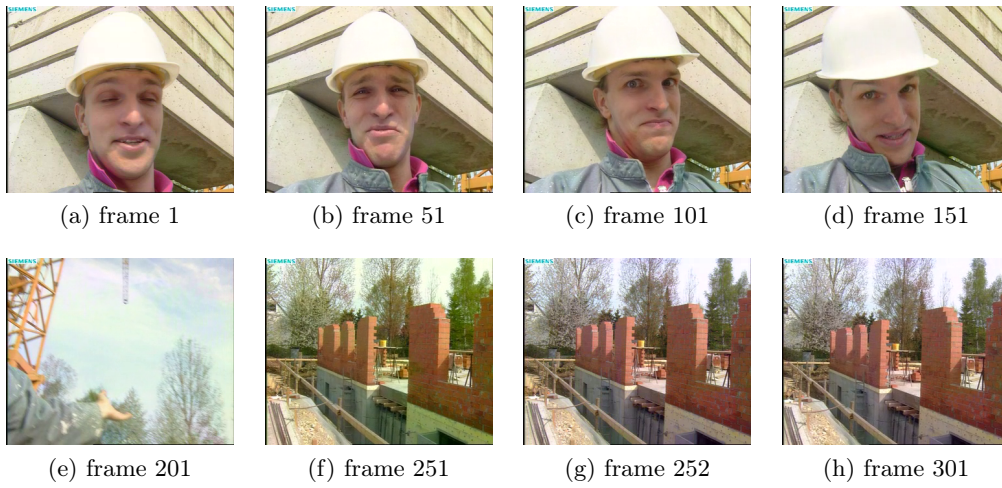 SIEMENS
SIEMENS
SIEMENS
SIEMENS
(a) frame 1
(b) frame 51
(c) frame 101
(d) frame 151
SIEMENS
SIEMENS
SIEMENS
SIEMENS
(e) frame 201
(f) frame 251
(g) frame 252
(h) frame 301